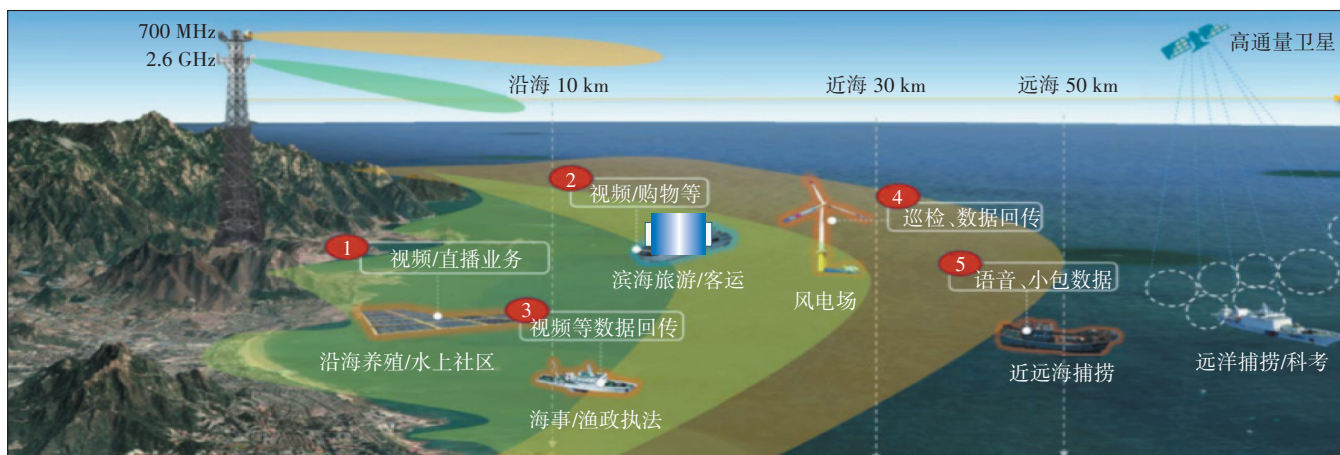 700 MHz
2.6 GHz
沿海 10 km
近海 30 km
远海 50 km
高通量卫星
1
视频/直播业务
沿海养殖/水上社区
2
视频/购物等
滨海旅游/客运
3
视频等数据回传
海事/渔政执法
4
巡检、数据回传
风电场
5
语音、小包数据
近远海捕捞
远洋捕捞/科考